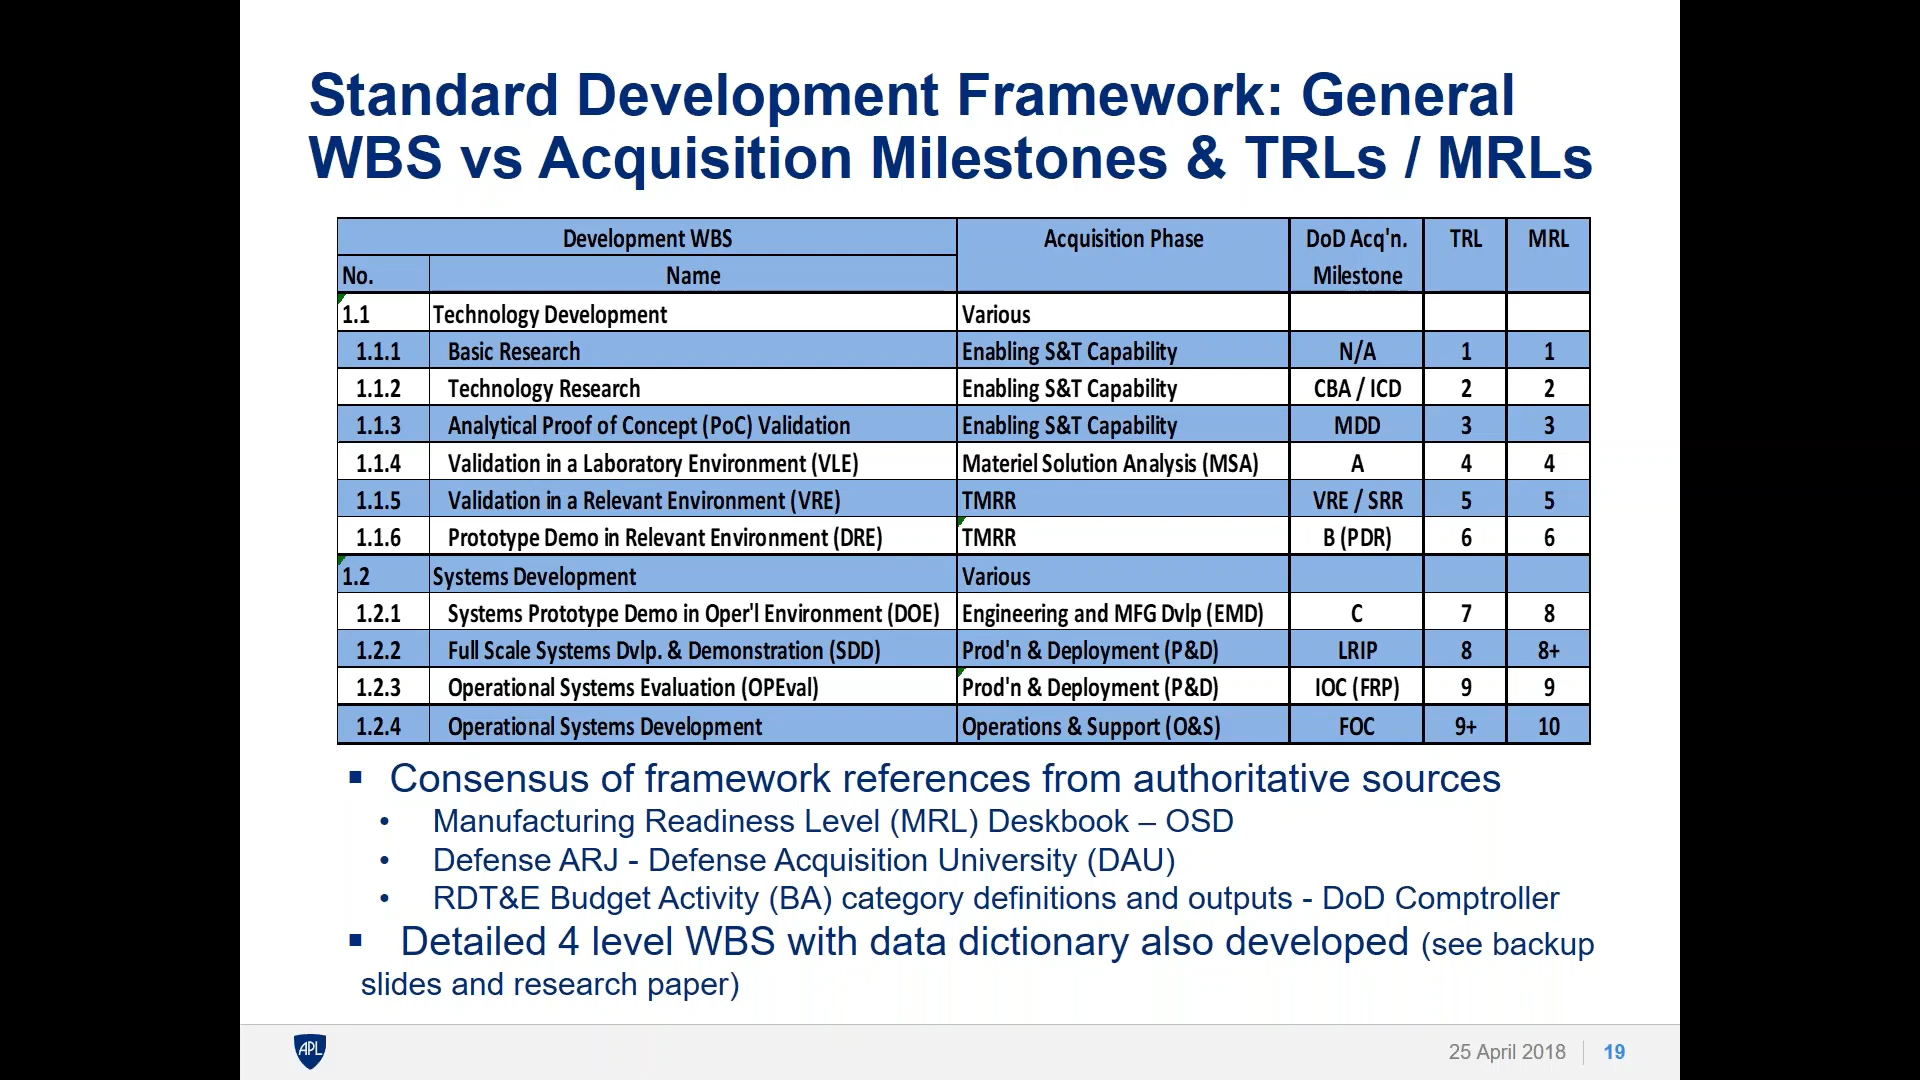 Standard Development Framework: General
WBS vs Acquisition Milestones & TRLs / MRLs
Development WBS Acquisition Phase DoD Acq'n. TRL MRL
No. Name Milestone
1.1 Technology Development Various
1.1.1 Basic Research Enabling S&T Capability N/A 1 1
1.1.2 Technology Research Enabling S&T Capability CBA / ICD 2 2
1.1.3 Analytical Proof of Concept (PoC) Validation Enabling S&T Capability MDD 3 3
1.1.4 Validation in a Laboratory Environment (VLE) Materiel Solution Analysis (MSA) A 4 4
1.1.5 Validation in a Relevant Environment (VRE) TMRR VRE / SRR 5 5
1.1.6 Prototype Demo in Relevant Environment (DRE) TMRR B (PDR) 6 6
1.2 Systems Development Various
1.2.1 Systems Prototype Demo in Oper'l Environment (DOE) Engineering and MFG Dvlp (EMD) C 7 8
1.2.2 Full Scale Systems Dvlp. & Demonstration (SDD) Prod'n & Deployment (P&D) LRIP 8 8+
1.2.3 Operational Systems Evaluation (OPEval) Prod'n & Deployment (P&D) IOC (FRP) 9 9
1.2.4 Operational Systems Development Operations & Support (O&S) FOC 9+ 10
▪ Consensus of framework references from authoritative sources
• Manufacturing Readiness Level (MRL) Deskbook – OSD
• Defense ARJ - Defense Acquisition University (DAU)
• RDT&E Budget Activity (BA) category definitions and outputs - DoD Comptroller
▪ Detailed 4 level WBS with data dictionary also developed (see backup
slides and research paper)
APL 25 April 2018 19